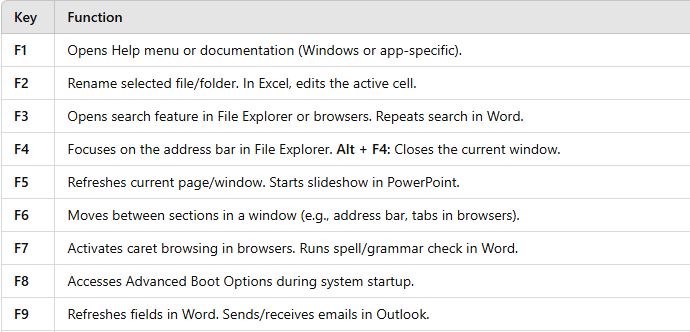 Key Function
F1 Opens Help menu or documentation (Windows or app-specific).
F2 Rename selected file/folder. In Excel, edits the active cell.
F3 Opens search feature in File Explorer or browsers. Repeats search in Word.
F4 Focuses on the address bar in File Explorer. Alt + F4: Closes the current window.
F5 Refreshes current page/window. Starts slideshow in PowerPoint.
F6 Moves between sections in a window (e.g., address bar, tabs in browsers).
F7 Activates caret browsing in browsers. Runs spell/grammar check in Word.
F8 Accesses Advanced Boot Options during system startup.
F9 Refreshes fields in Word. Sends/receives emails in Outlook.